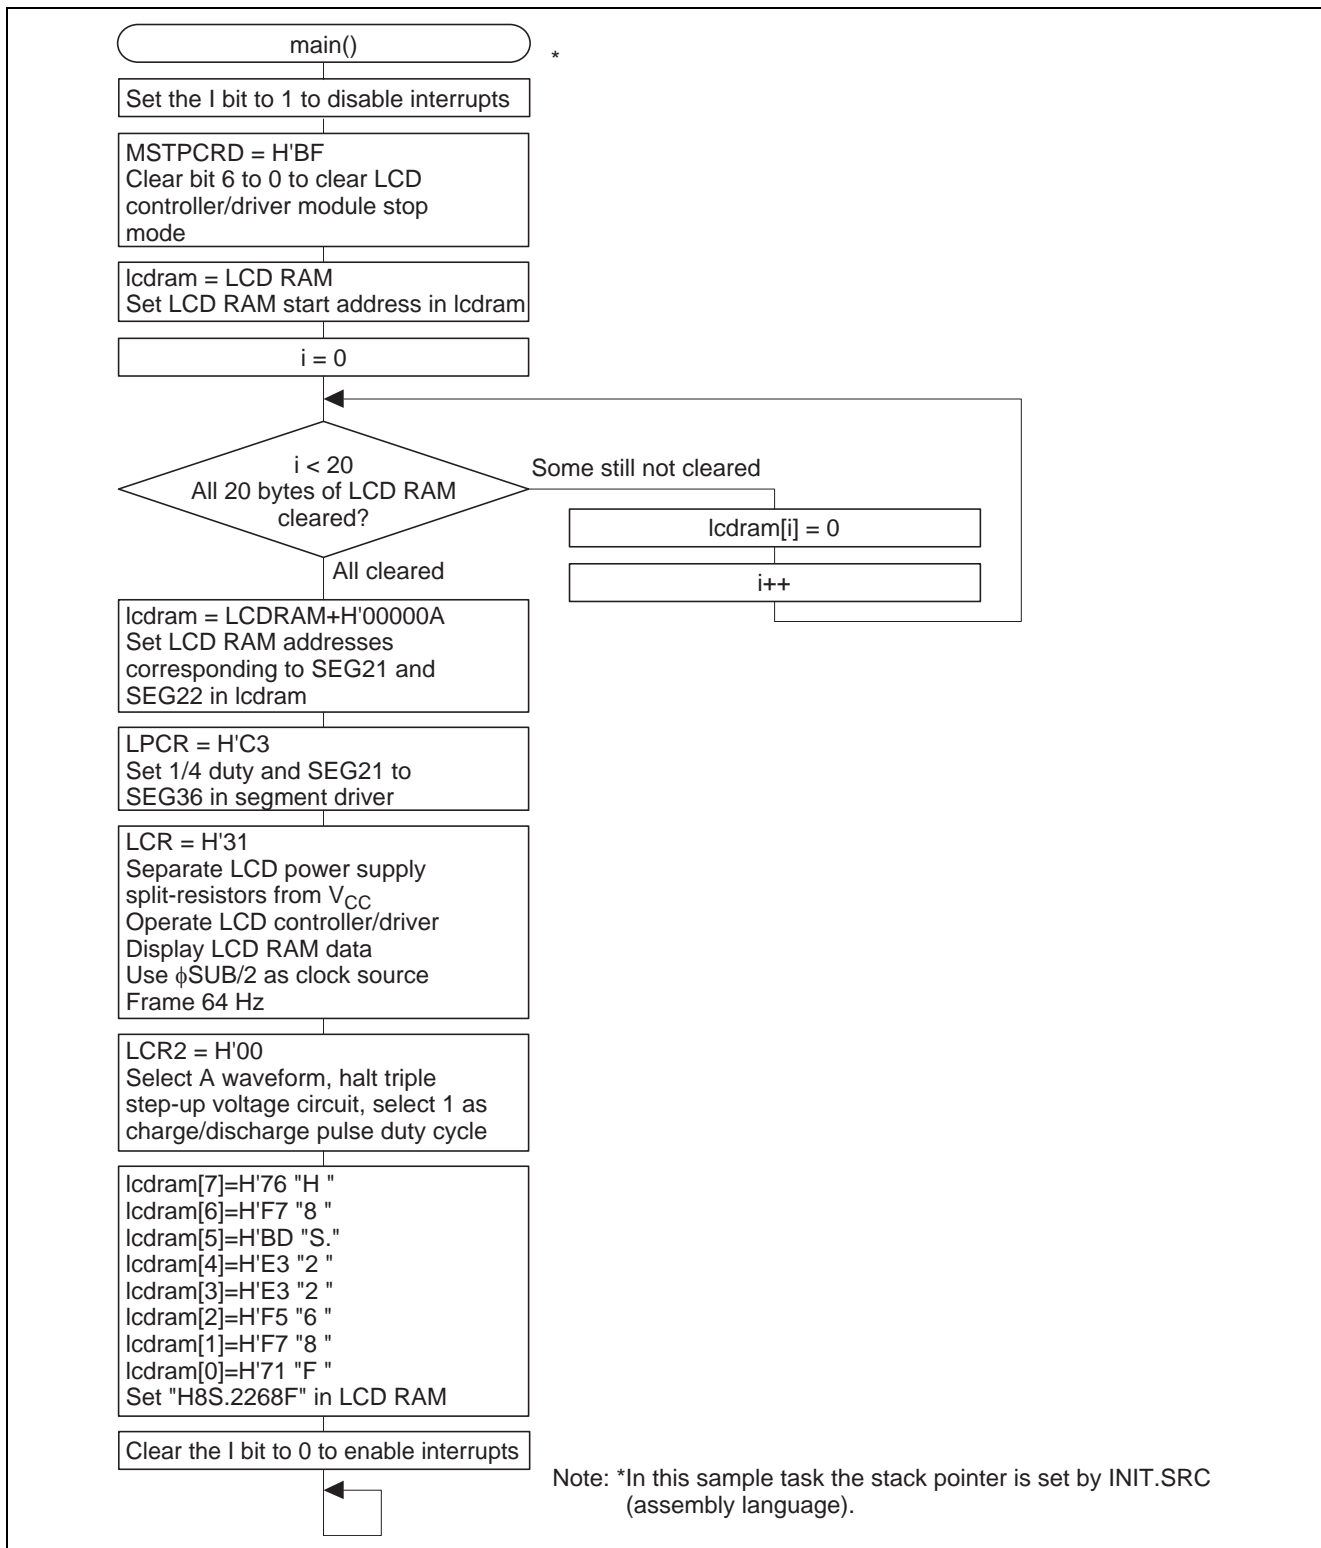 main()
*
Set the I bit to 1 to disable interrupts
MSTPCRD = H'BF
Clear bit 6 to 0 to clear LCD
controller/driver module stop
mode
lcdram = LCD RAM
Set LCD RAM start address in lcdram
i = 0
i < 20
All 20 bytes of LCD RAM
cleared?
Some still not cleared
lcdram[i] = 0
i++
All cleared
lcdram = LCDRAM+H'00000A
Set LCD RAM addresses
corresponding to SEG21 and
SEG22 in lcdram
LPCR = H'C3
Set 1/4 duty and SEG21 to
SEG36 in segment driver
LCR = H'31
Separate LCD power supply
split-resistors from VCC
Operate LCD controller/driver
Display LCD RAM data
Use ϕSUB/2 as clock source
Frame 64 Hz
LCR2 = H'00
Select A waveform, halt triple
step-up voltage circuit, select 1 as
charge/discharge pulse duty cycle
lcdram[7]=H'76 "H "
lcdram[6]=H'F7 "8 "
lcdram[5]=H'BD "S."
lcdram[4]=H'E3 "2 "
lcdram[3]=H'E3 "2 "
lcdram[2]=H'F5 "6 "
lcdram[1]=H'F7 "8 "
lcdram[0]=H'71 "F "
Set "H8S.2268F" in LCD RAM
Clear the I bit to 0 to enable interrupts
Note: *In this sample task the stack pointer is set by INIT.SRC
(assembly language).